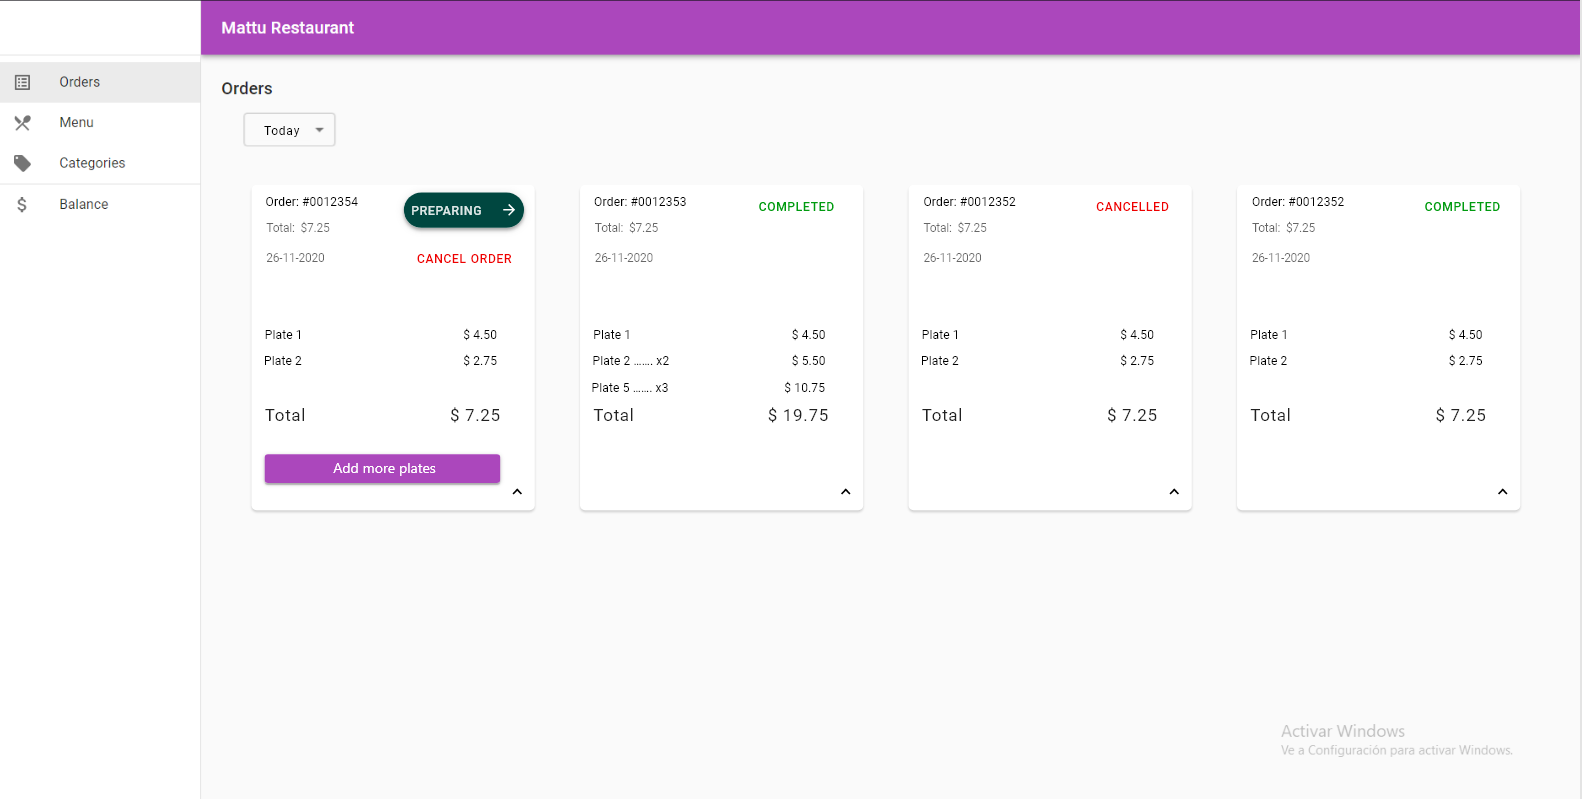 Mattu Restaurant
Orders
Menu
Categories
Balance
Orders
Today
Order: #0012354
PREPARING
Total: $7.25
26-11-2020
CANCEL ORDER
Plate 1 $ 4.50
Plate 2 $ 2.75
Total $ 7.25
Add more plates
Order: #0012353
COMPLETED
Total: $7.25
26-11-2020
Plate 1 $ 4.50
Plate 2 ....... x2 $ 5.50
Plate 5 ....... x3 $ 10.75
Total $ 19.75
Order: #0012352
CANCELLED
Total: $7.25
26-11-2020
Plate 1 $ 4.50
Plate 2 $ 2.75
Total $ 7.25
Order: #0012352
COMPLETED
Total: $7.25
26-11-2020
Plate 1 $ 4.50
Plate 2 $ 2.75
Total $ 7.25
Activar Windows
Ve a Configuración para activar Windows.